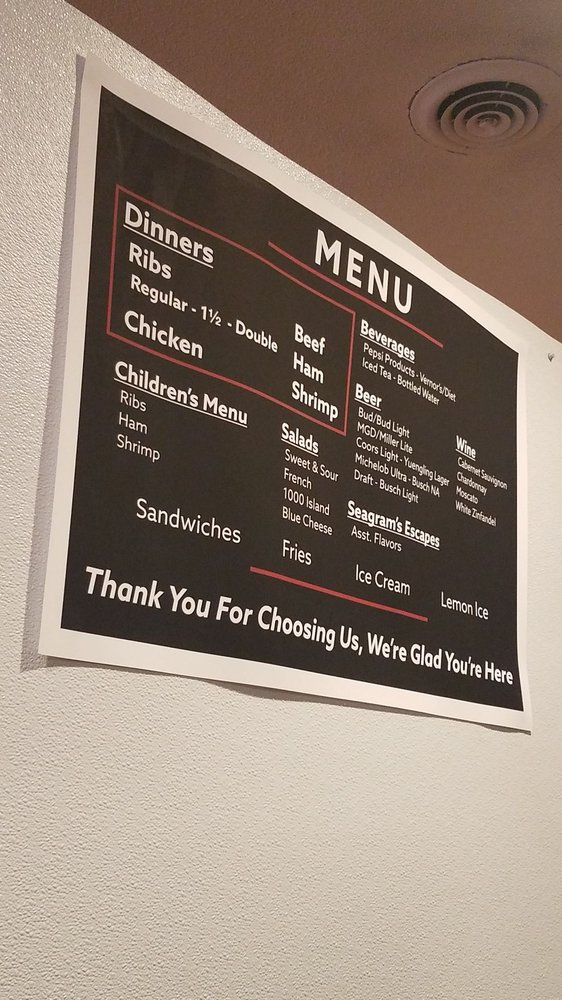 MENU
Dinners
Ribs
Regular - 1½ - Double
Chicken
Beef
Ham
Shrimp
Children's Menu
Ribs
Ham
Shrimp
Salads
Sweet & Sour
French
1000 Island
Blue Cheese
Beverages
Pepsi Products - Vernor's/Diet
Iced Tea - Bottled Water
Beer
Bud/Bud Light
MGD/Miller Lite
Coors Light - Yuengling Lager
Michelob Ultra - Busch NA
Draft - Busch Light
Wine
Cabernet Sauvignon
Chardonnay
Moscato
White Zinfandel
Seagram's Escapes
Asst. Flavors
Sandwiches
Fries
Ice Cream
Lemon Ice
Thank You For Choosing Us, We're Glad You're Here